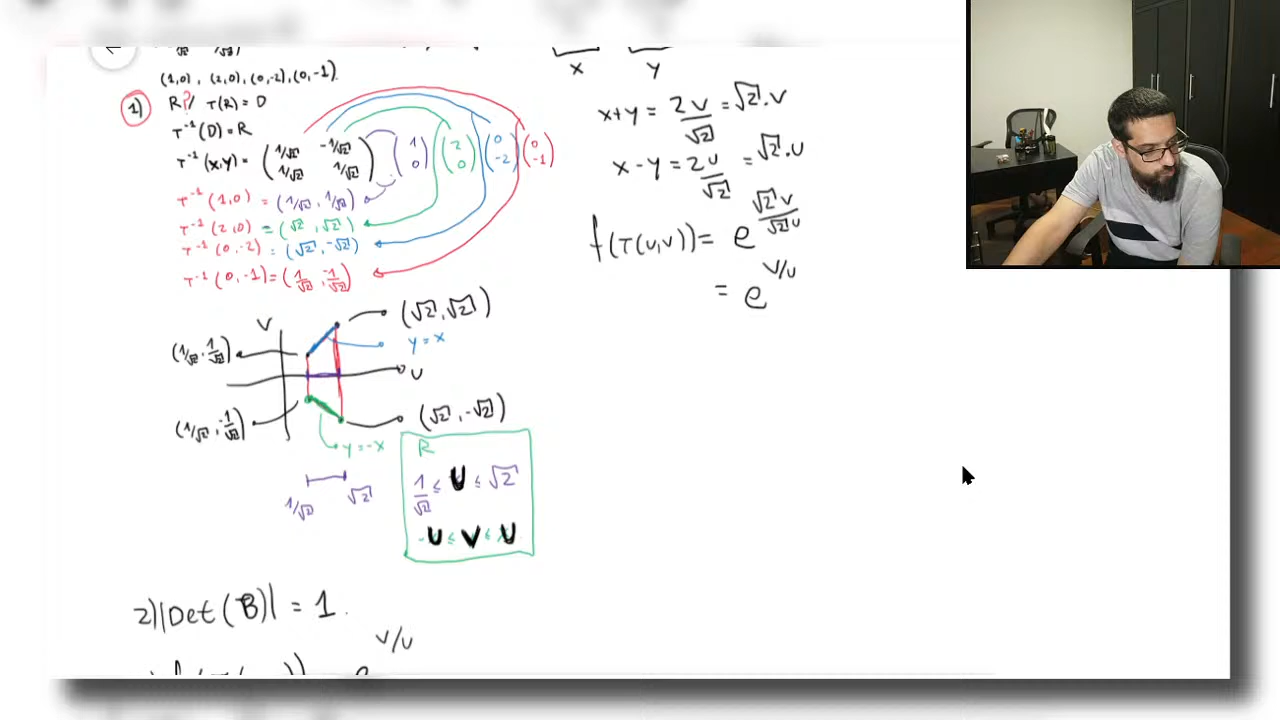 (1,0), (2,0), (0,-2), (0,-1)
1) R? // T(R) = D
T⁻¹(D) = R
T⁻¹(x,y) = (1/√2 -1/√2
1/√2 1/√2) (1
0) (2
0) (0
-2) (0
-1)
T⁻¹(1,0) = (1/√2, 1/√2)
T⁻¹(2,0) = (√2, √2)
T⁻¹(0,-2) = (√2, -√2)
T⁻¹(0,-1) = (1/√2, -1/√2)
V
(√2, √2)
(1/√2, 1/√2)
y = x
U
(1/√2, -1/√2)
(√2, -√2)
y = -x
1/√2
√2
R
1/√2 ≤ U ≤ √2
-U ≤ V ≤ U
2) |Det(B)| = 1.
v/u
x
y
x+y = 2v/√2 = √2.v
x-y = 2u/√2 = √2.u
f(T(u,v)) = e^(√2 v/√2 u)
= e^(v/u)